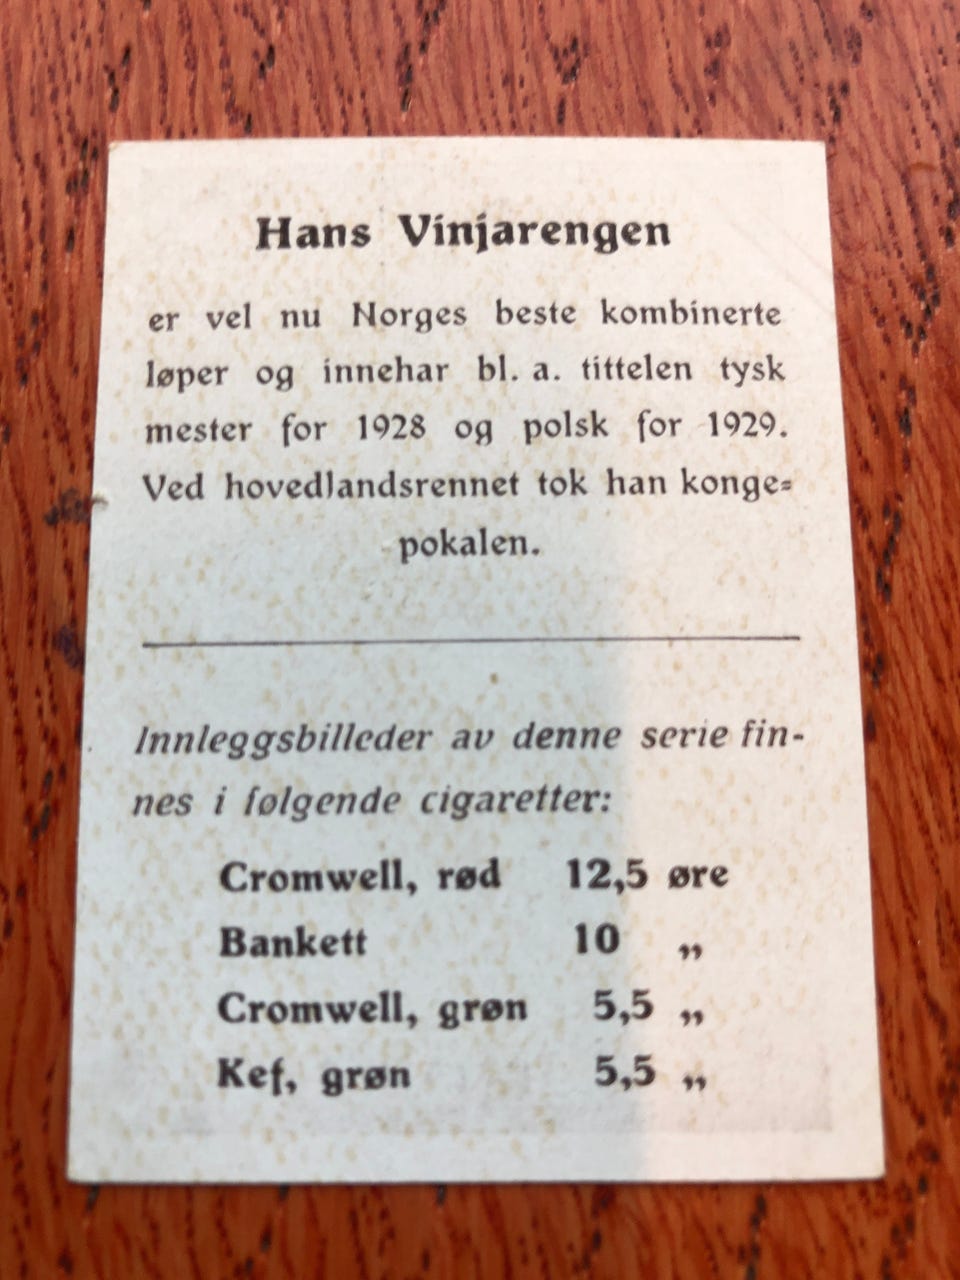 Hans Vinjarengen
er vel nu Norges beste kombinerte
løper og innehar bl. a. tittelen tysk
mester for 1928 og polsk for 1929.
Ved hovedlandsrennet tok han konge=
pokalen.
Innleggsbilleder av denne serie fin-
nes i følgende cigaretter:
Cromwell, rød 12,5 øre
Bankett 10 „
Cromwell, grøn 5,5 „
Kef, grøn 5,5 „